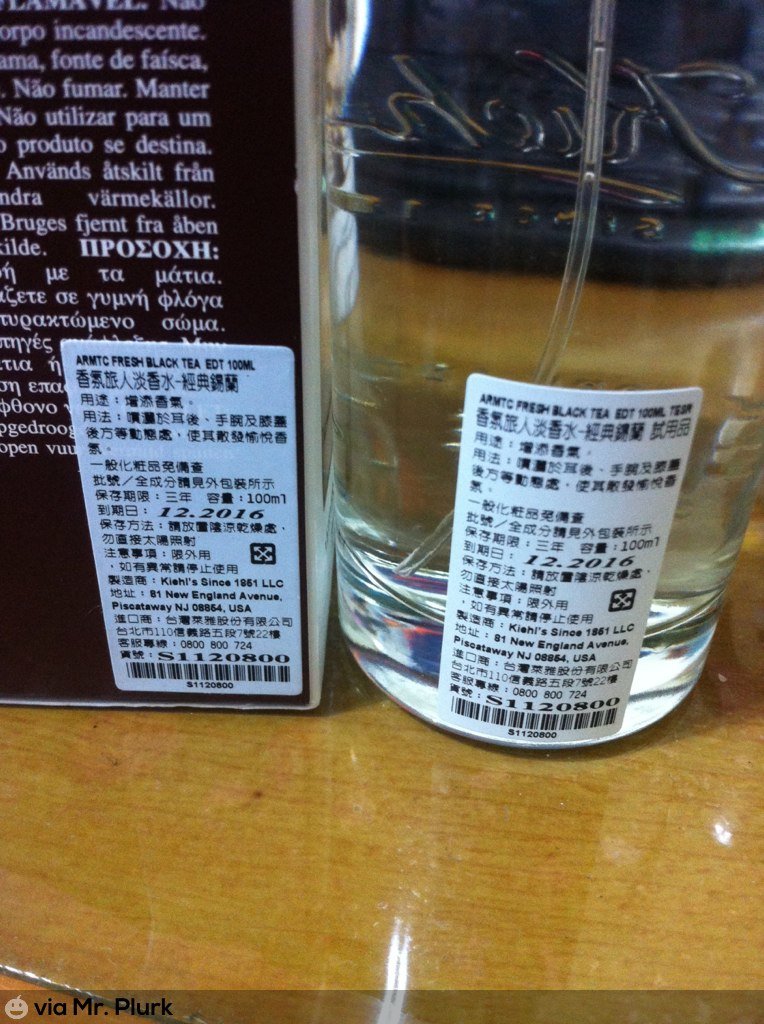 FLAMÁVEL. Não
orpo incandescente.
ama, fonte de faísca,
. Não fumar. Manter
Não utilizar para um
o produto se destina.
Används åtskilt från
ndra värmekällor.
Bruges fjernt fra åben
kilde. ΠΡΟΣΟΧΗ:
ρή με τα μάτια.
άζετε σε γυμνή φλόγα
τυρακτωμένο σώμα.
πηγές
τια ή
ση επα
φθονο
pgedroog
open vuu
ARMTC FRESH BLACK TEA EDT 100ML
香氛旅人淡香水-經典錫蘭
用途：增添香氣。
用法：噴灑於耳後、手腕及膝蓋
後方等動態處，使其散發愉悅香
氛。
一般化粧品免備查
批號／全成分請見外包裝所示
保存期限：三年 容量：100ml
到期日： 12.2016
保存方法：請放置陰涼乾燥處，
勿直接太陽照射
注意事項：限外用
，如有異常請停止使用
製造商：Kiehl's Since 1851 LLC
地址：81 New England Avenue,
Piscataway NJ 08854, USA
進口商：台灣萊雅股份有限公司
台北市110信義路五段7號22樓
客服專線：0800 800 724
貨號：S1120800
S1120800
ARMTC FRESH BLACK TEA EDT 100ML TESR
香氛旅人淡香水-經典錫蘭 試用品
用途：增添香氣。
用法：噴灑於耳後、手腕及膝蓋
後方等動態處，使其散發愉悅香
氛。
一般化粧品免備查
批號／全成分請見外包裝所示
保存期限：三年 容量：100ml
到期日： 12.2016
保存方法：請放置陰涼乾燥處，
勿直接太陽照射
注意事項：限外用
，如有異常請停止使用
製造商：Kiehl's Since 1851 LLC
地址：81 New England Avenue,
Piscataway NJ 08854, USA
進口商：台灣萊雅股份有限公司
台北市110信義路五段7號22樓
客服專線：0800 800 724
貨號：S1120800
S1120800
via Mr. Plurk